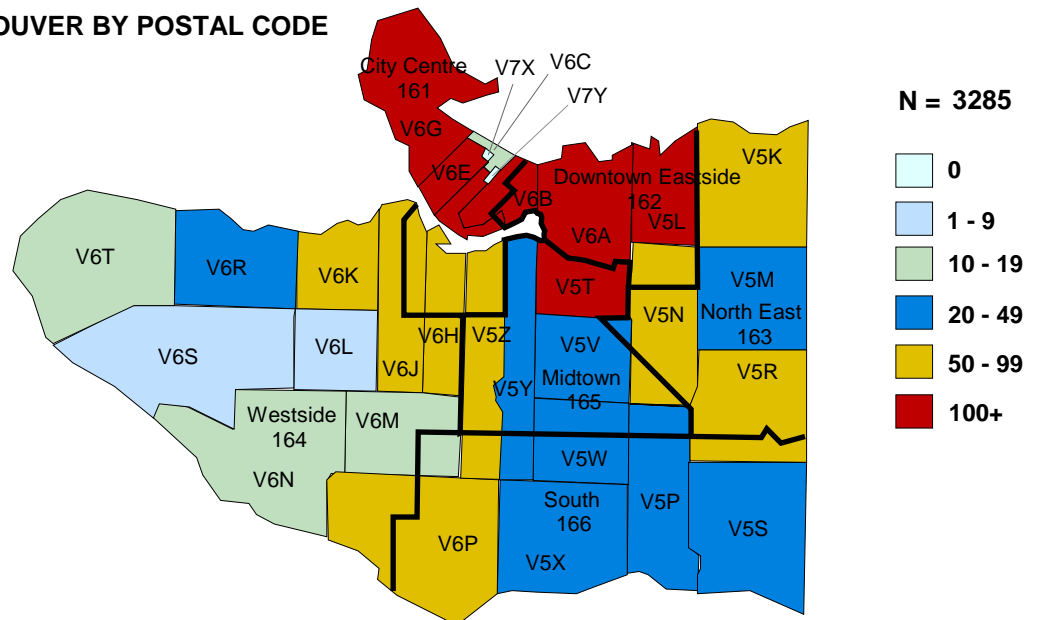 OUVER BY POSTAL CODE
City Centre
161
V7X
V6C
V7Y
V6G
V6E
V6B
Downtown Eastside
162
V5L
V6A
V5K
V6T
V6R
V6K
V5T
V5M
North East
163
V6S
V6L
V6J
V6H
V5Z
V5Y
V5V
Midtown
165
V5N
V5R
Westside
164
V6M
V6N
V5W
South
166
V5P
V5S
V6P
V5X
N = 3285
0
1 - 9
10 - 19
20 - 49
50 - 99
100+